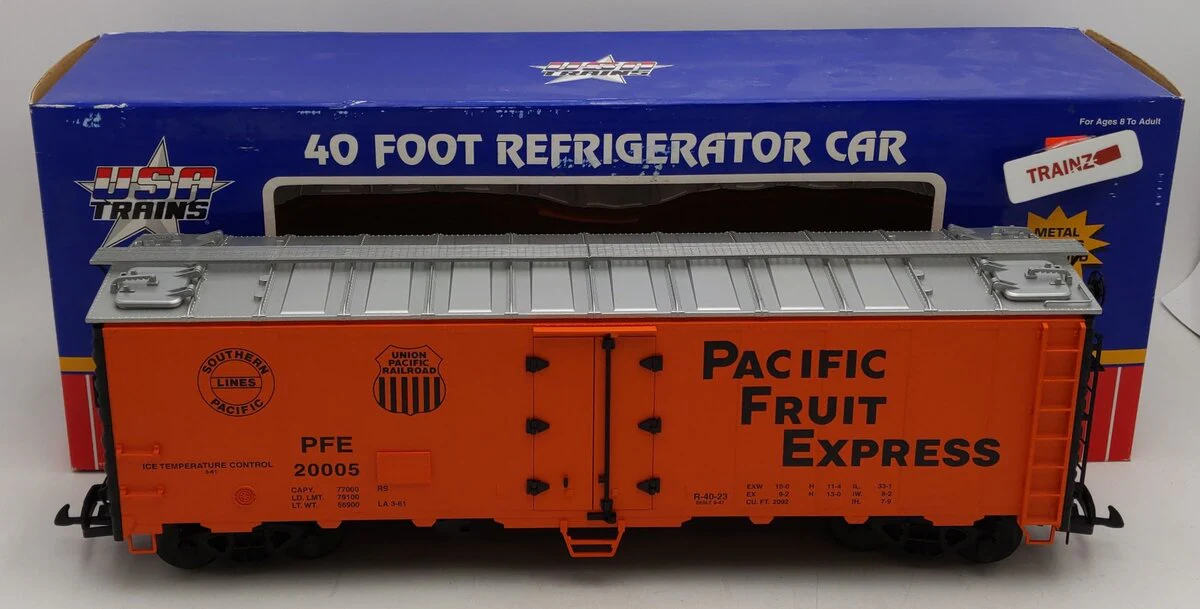 USA
TRAINS
For Ages 8 To Adult
40 FOOT REFRIGERATOR CAR
TRAINZ
USA
TRAINS
METAL
SOUTHERN
LINES
PACIFIC
UNION
PACIFIC
RAILROAD
PACIFIC
FRUIT
EXPRESS
PFE
20005
ICE TEMPERATURE CONTROL
CAPY. 77000 RS
LD. LMT. 79100
LT. WT. 56900 LA 3-61
R-40-23
EXW 10-0 H 11-4 IL. 33-1
EX 9-2 H 13-0 IW. 8-2
CU. FT. 2092 IH. 7-9